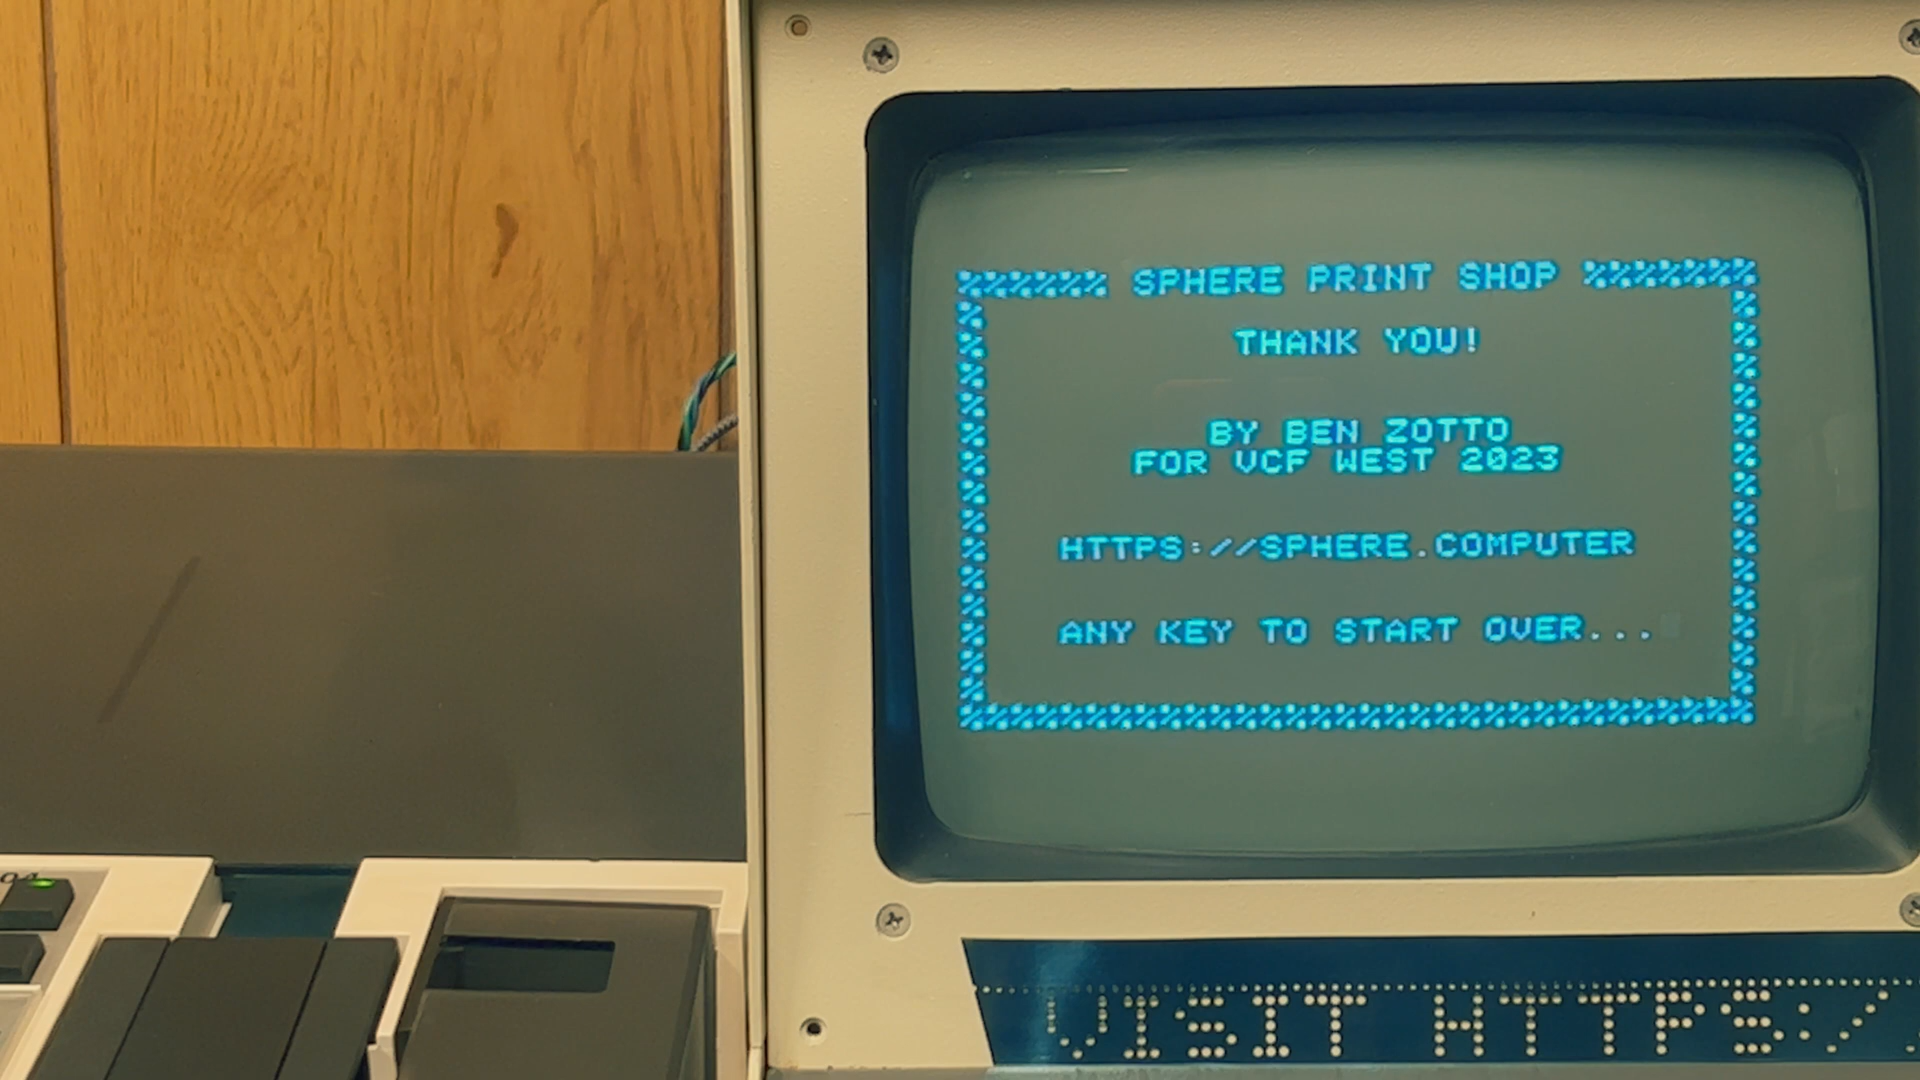 %%%%%% SPHERE PRINT SHOP %%%%%%%
THANK YOU!
BY BEN ZOTTO
FOR VCF WEST 2023
HTTPS://SPHERE.COMPUTER
ANY KEY TO START OVER...
VISIT HTTPS:/